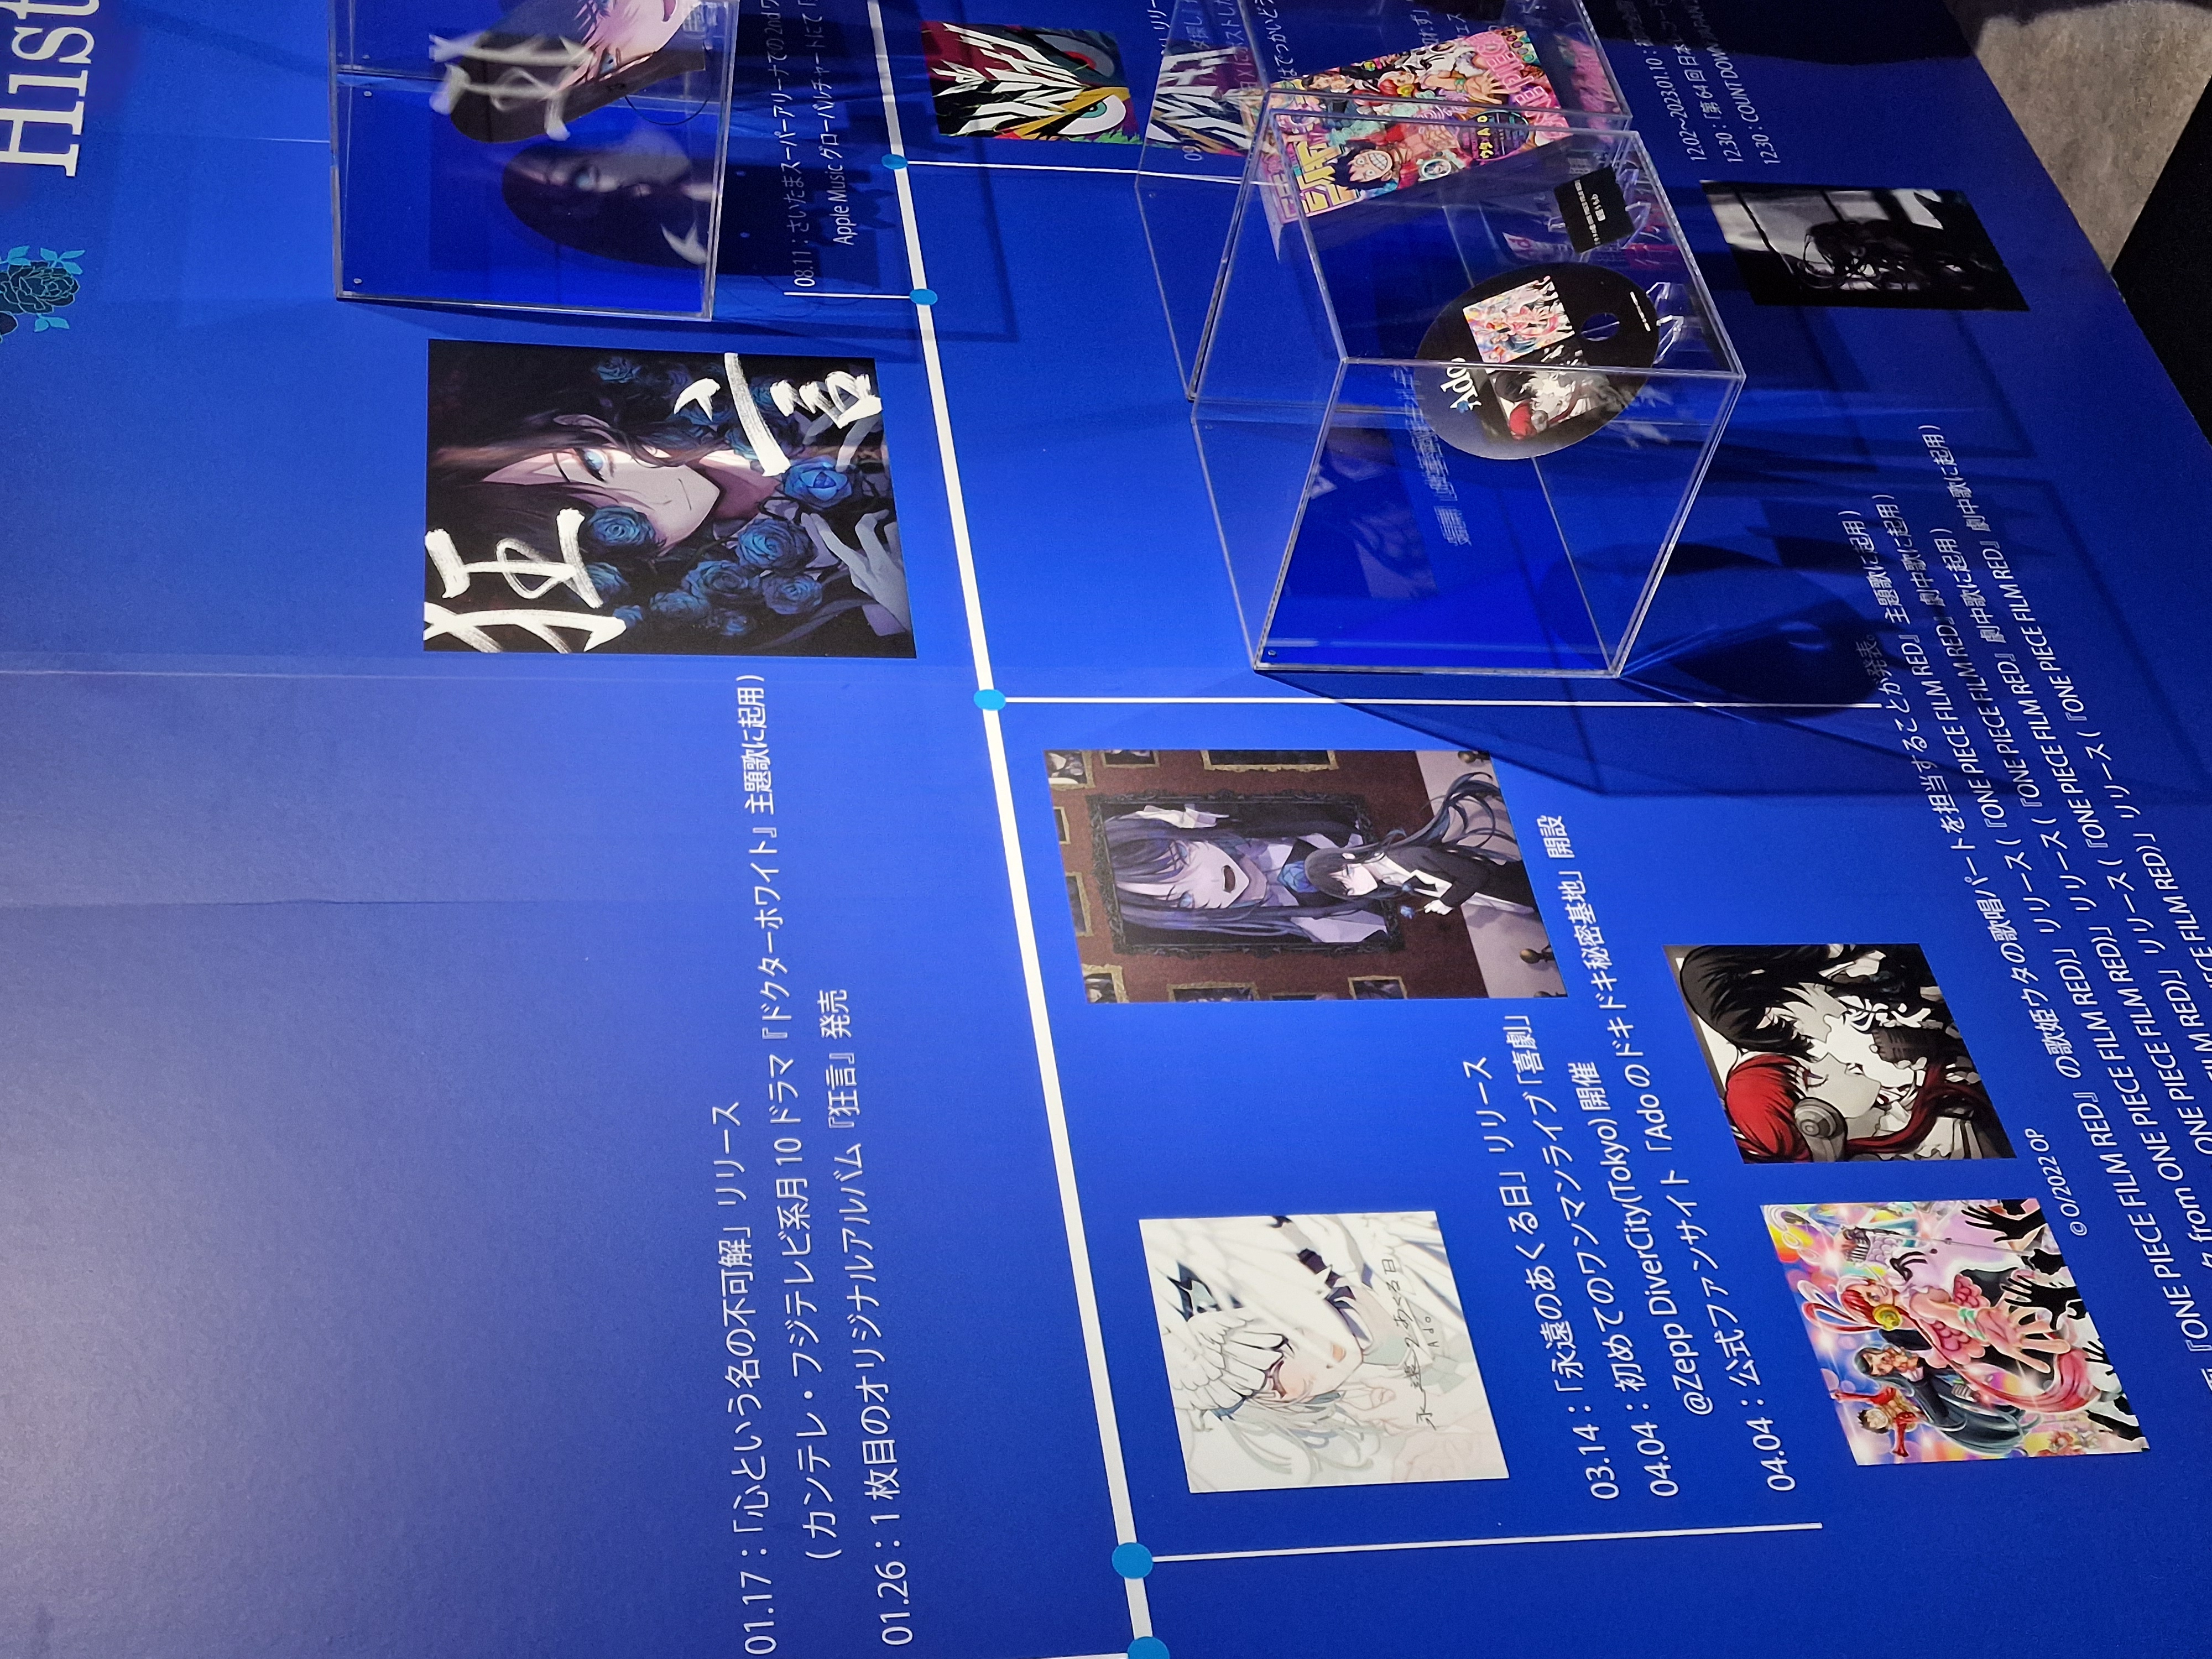 Hist
狂言
01.17：「心という名の不可解」リリース
( カンテレ・フジテレビ系月 10 ドラマ『ドクターホワイト』主題歌に起用 )
01.26：1 枚目のオリジナルアルバム『狂言』発売
08.11：さいたまスーパーアリーナでの 2nd ワ
Apple Music グローバルチャートにて「
永遠のあくる日
Ado
03.14：「永遠のあくる日」リリース
04.04：初めてのワンマンライブ「喜劇」
@Zepp DiverCity(Tokyo) 開催
04.04：公式ファンサイト「Ado のドキドキ秘密基地」開設
Ado
© O/2022 OP
『ONE PIECE FILM RED』の歌姫ウタの歌唱パートを担当することが発表。
from ONE PIECE FILM RED)」リリース (『ONE PIECE FILM RED』主題歌に起用 )
ONE PIECE FILM RED)」リリース (『ONE PIECE FILM RED』劇中歌に起用 )
FILM RED)」リリース (『ONE PIECE FILM RED』劇中歌に起用 )
PIECE FILM RED)」リリース (『ONE PIECE FILM RED』劇中歌に起用 )
12.02～2023.01.10：
12.30：「第 64 回 日本レコード
12.30：COUNT DOWN JAPAN